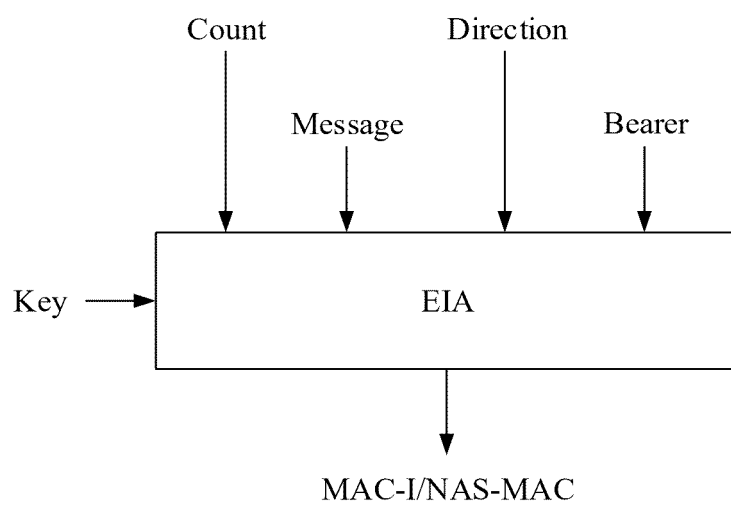 Count
Direction
Message
Bearer
Key
EIA
MAC-I/NAS-MAC